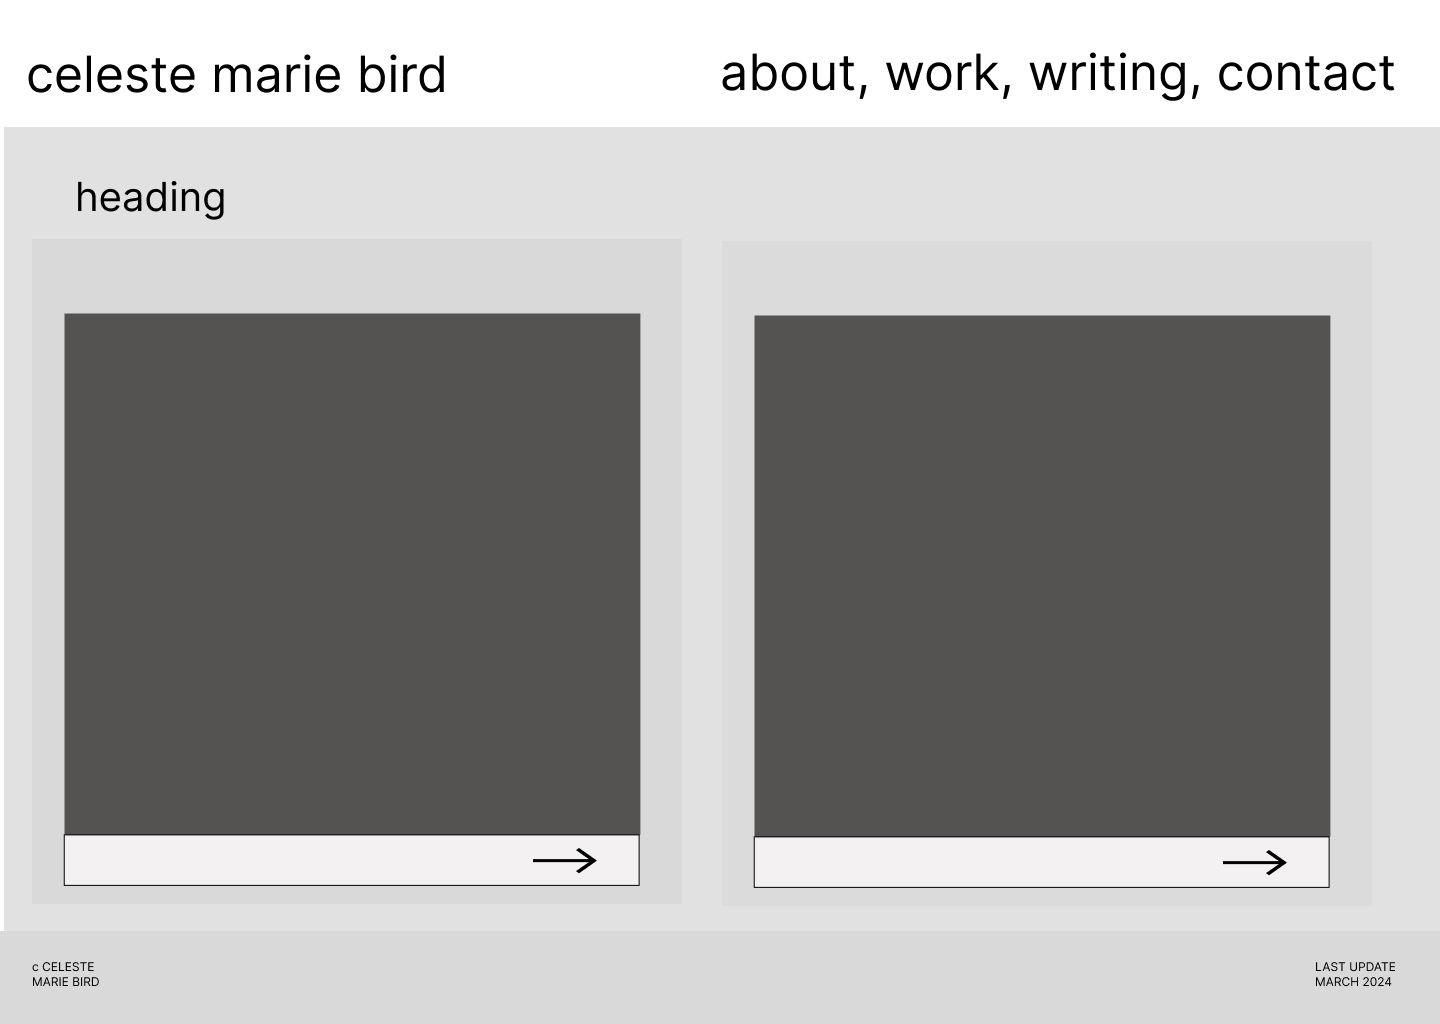 celeste marie bird
about, work, writing, contact
heading
c CELESTE
MARIE BIRD
LAST UPDATE
MARCH 2024